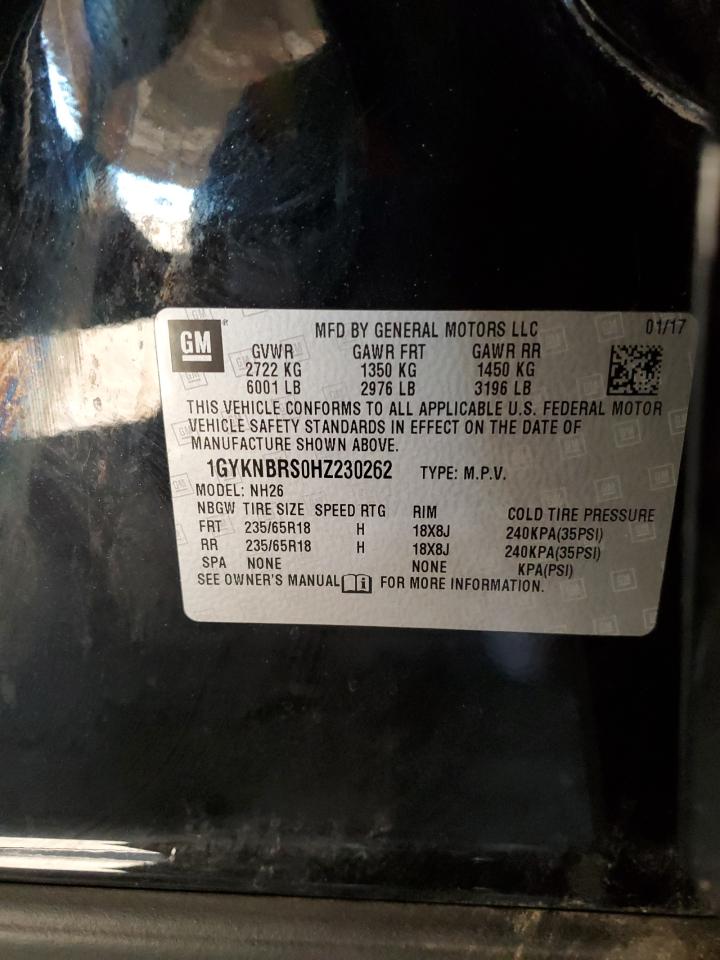 GM®
MFD BY GENERAL MOTORS LLC 01/17
GVWR GAWR FRT GAWR RR
2722 KG 1350 KG 1450 KG
6001 LB 2976 LB 3196 LB
THIS VEHICLE CONFORMS TO ALL APPLICABLE U.S. FEDERAL MOTOR
VEHICLE SAFETY STANDARDS IN EFFECT ON THE DATE OF
MANUFACTURE SHOWN ABOVE.
1GYKNBRS0HZ230262 TYPE: M.P.V.
MODEL: NH26
NBGW TIRE SIZE SPEED RTG RIM COLD TIRE PRESSURE
FRT 235/65R18 H 18X8J 240KPA(35PSI)
RR 235/65R18 H 18X8J 240KPA(35PSI)
SPA NONE NONE KPA(PSI)
SEE OWNER'S MANUAL FOR MORE INFORMATION.